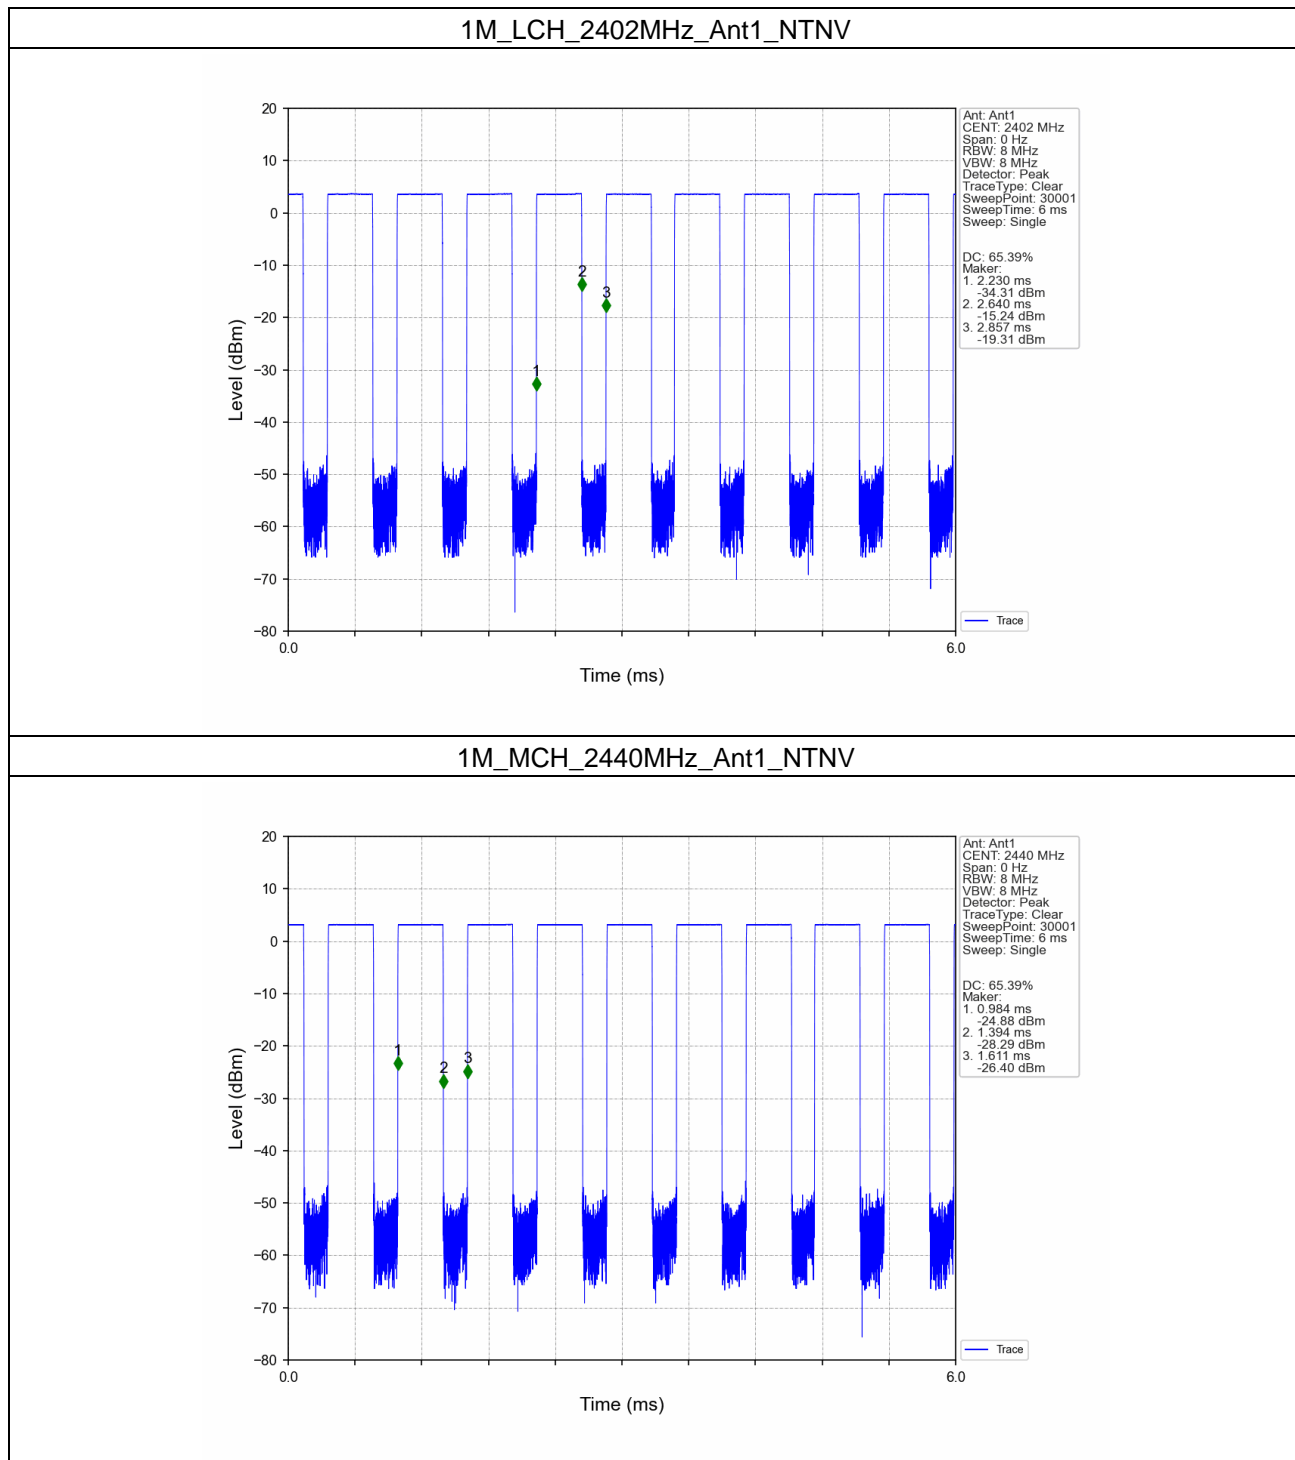 1M_LCH_2402MHz_Ant1_NTNV
20
10
0
−10
−20
−30
−40
−50
−60
−70
−80
Level (dBm)
0.0
6.0
Time (ms)
1
2
3
Ant: Ant1
CENT: 2402 MHz
Span: 0 Hz
RBW: 8 MHz
VBW: 8 MHz
Detector: Peak
TraceType: Clear
SweepPoint: 30001
SweepTime: 6 ms
Sweep: Single
DC: 65.39%
Maker:
1. 2.230 ms
-34.31 dBm
2. 2.640 ms
-15.24 dBm
3. 2.857 ms
-19.31 dBm
Trace
1M_MCH_2440MHz_Ant1_NTNV
20
10
0
−10
−20
−30
−40
−50
−60
−70
−80
Level (dBm)
0.0
6.0
Time (ms)
1
2
3
Ant: Ant1
CENT: 2440 MHz
Span: 0 Hz
RBW: 8 MHz
VBW: 8 MHz
Detector: Peak
TraceType: Clear
SweepPoint: 30001
SweepTime: 6 ms
Sweep: Single
DC: 65.39%
Maker:
1. 0.984 ms
-24.88 dBm
2. 1.394 ms
-28.29 dBm
3. 1.611 ms
-26.40 dBm
Trace